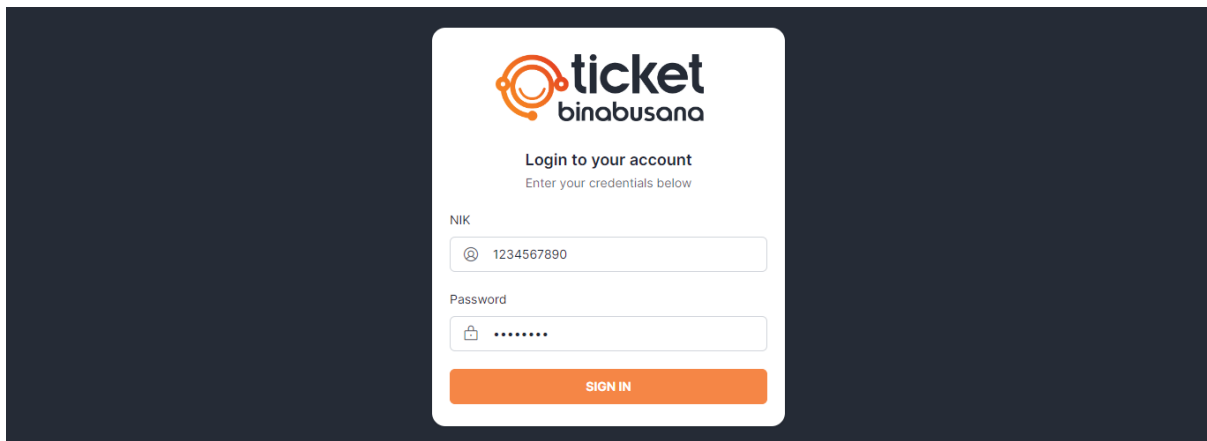 ticket
binabusana
Login to your account
Enter your credentials below
NIK
1234567890
Password
••••••••
SIGN IN